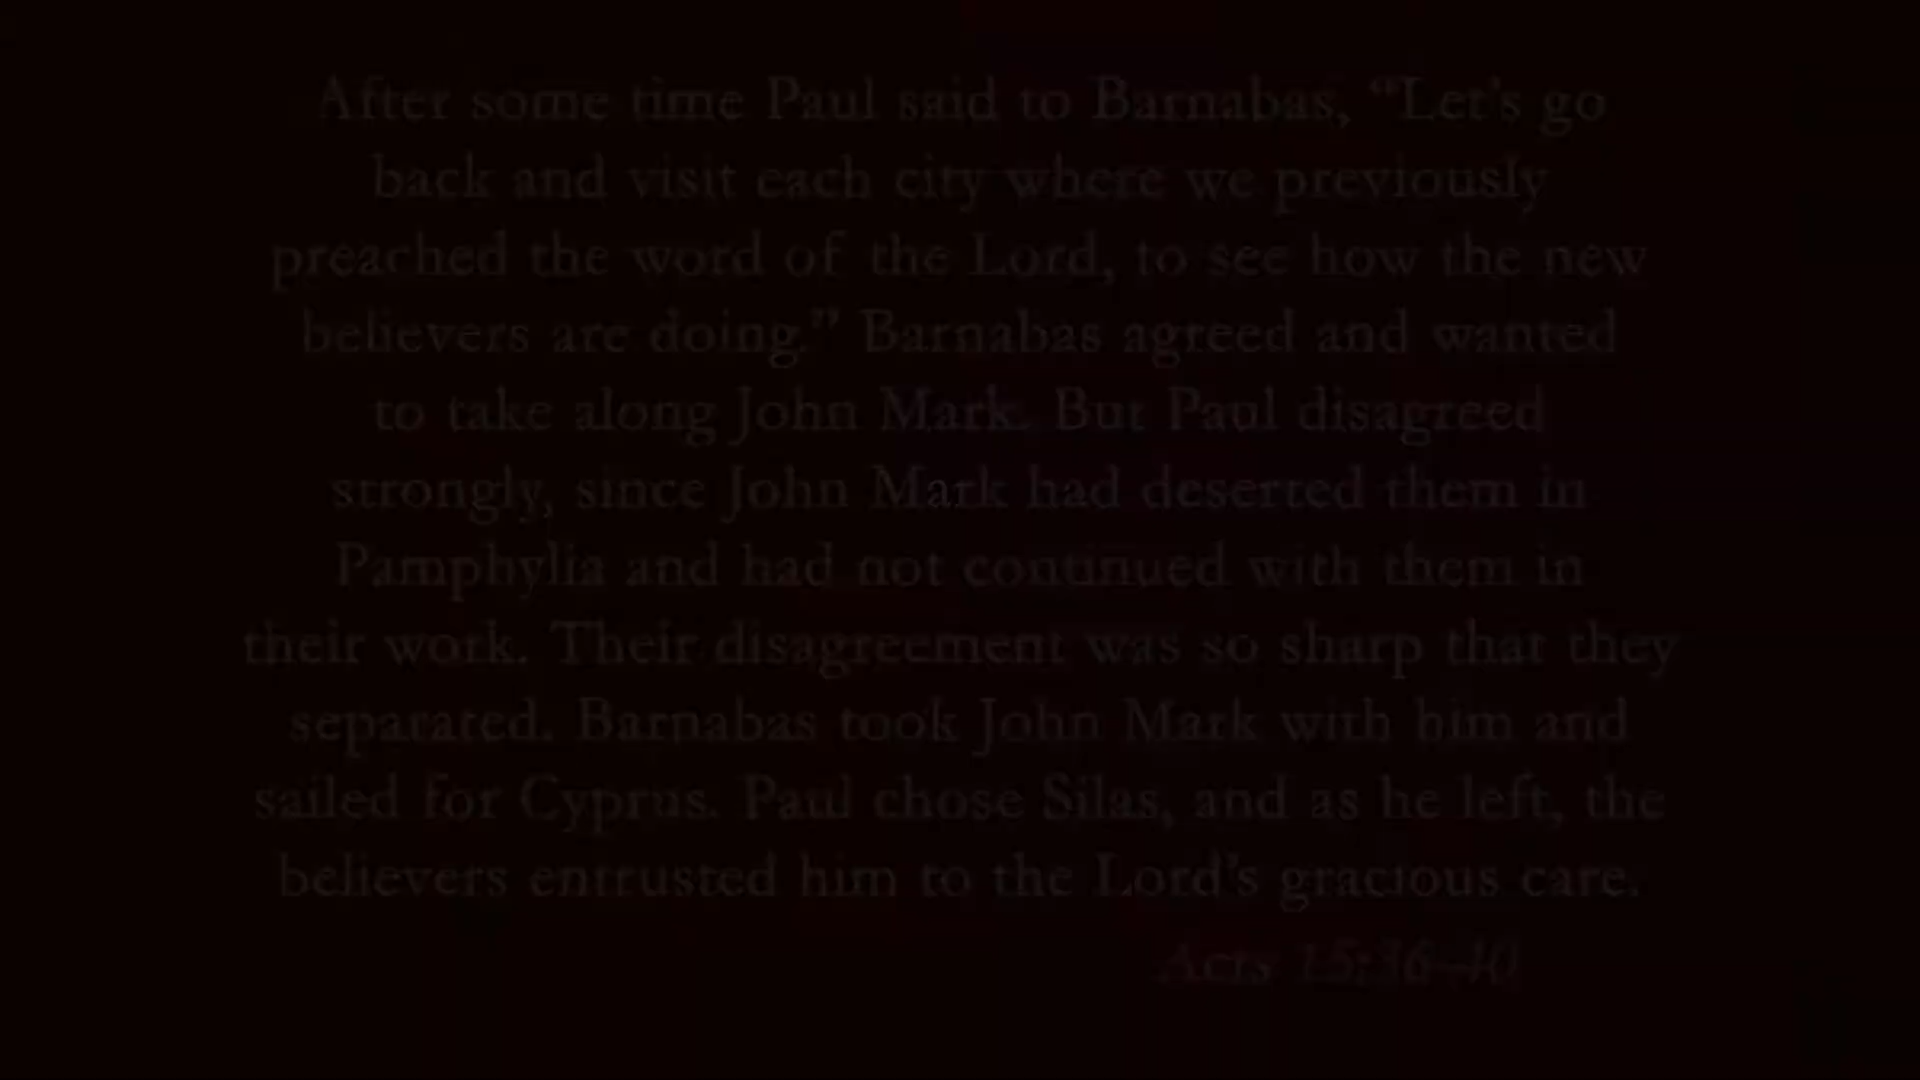 After some time Paul said to Barnabas, “Let’s go
back and visit each city where we previously
preached the word of the Lord, to see how the new
believers are doing.” Barnabas agreed and wanted
to take along John Mark. But Paul disagreed
strongly, since John Mark had deserted them in
Pamphylia and had not continued with them in
their work. Their disagreement was so sharp that they
separated. Barnabas took John Mark with him and
sailed for Cyprus. Paul chose Silas, and as he left, the
believers entrusted him to the Lord’s gracious care.
Acts 15:36–40